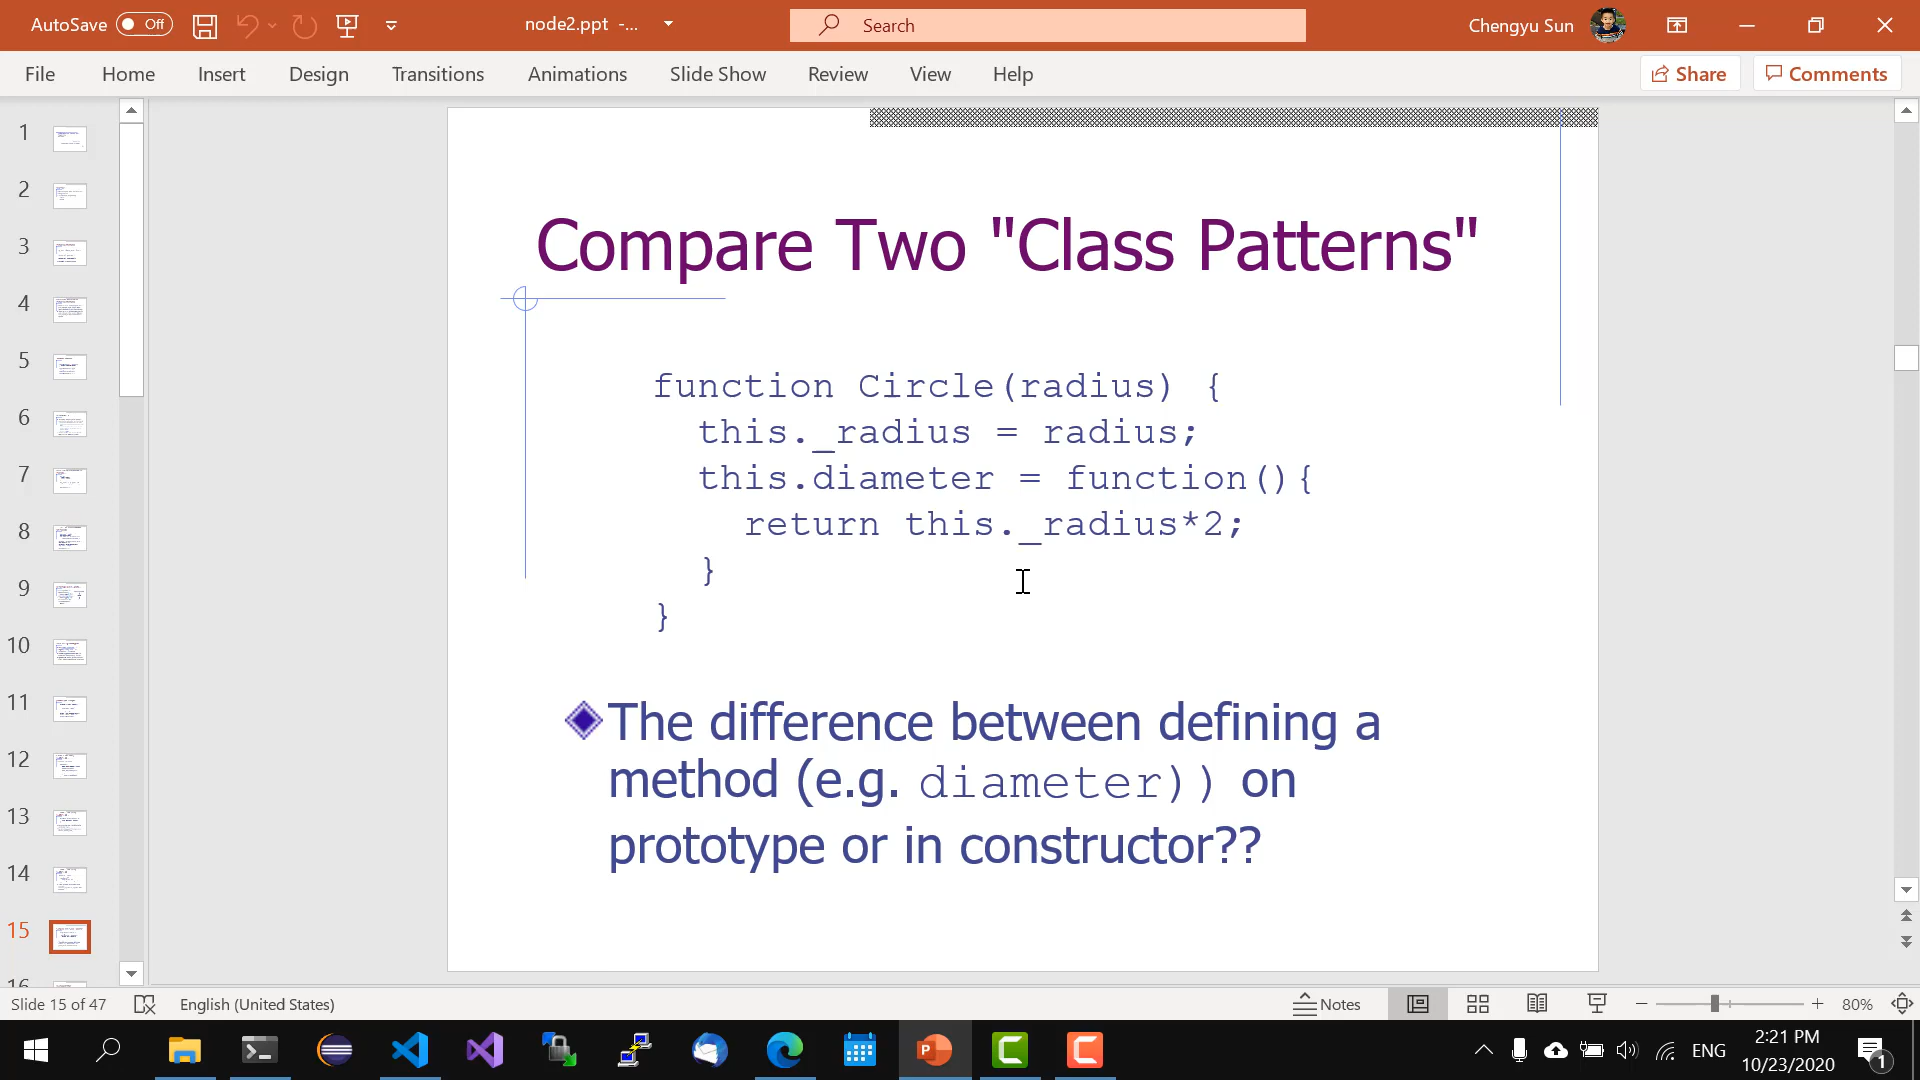 AutoSave Off
node2.ppt -...
Search
Chengyu Sun
File Home Insert Design Transitions Animations Slide Show Review View Help
Share Comments
1
2
3
4
5
6
7
8
9
10
11
12
13
14
15
16
Compare Two "Class Patterns"
function Circle(radius) {
this._radius = radius;
this.diameter = function(){
return this._radius*2;
}
}
The difference between defining a
method (e.g. diameter)) on
prototype or in constructor??
Slide 15 of 47 English (United States) Notes 80%
ENG
2:21 PM
10/23/2020
1